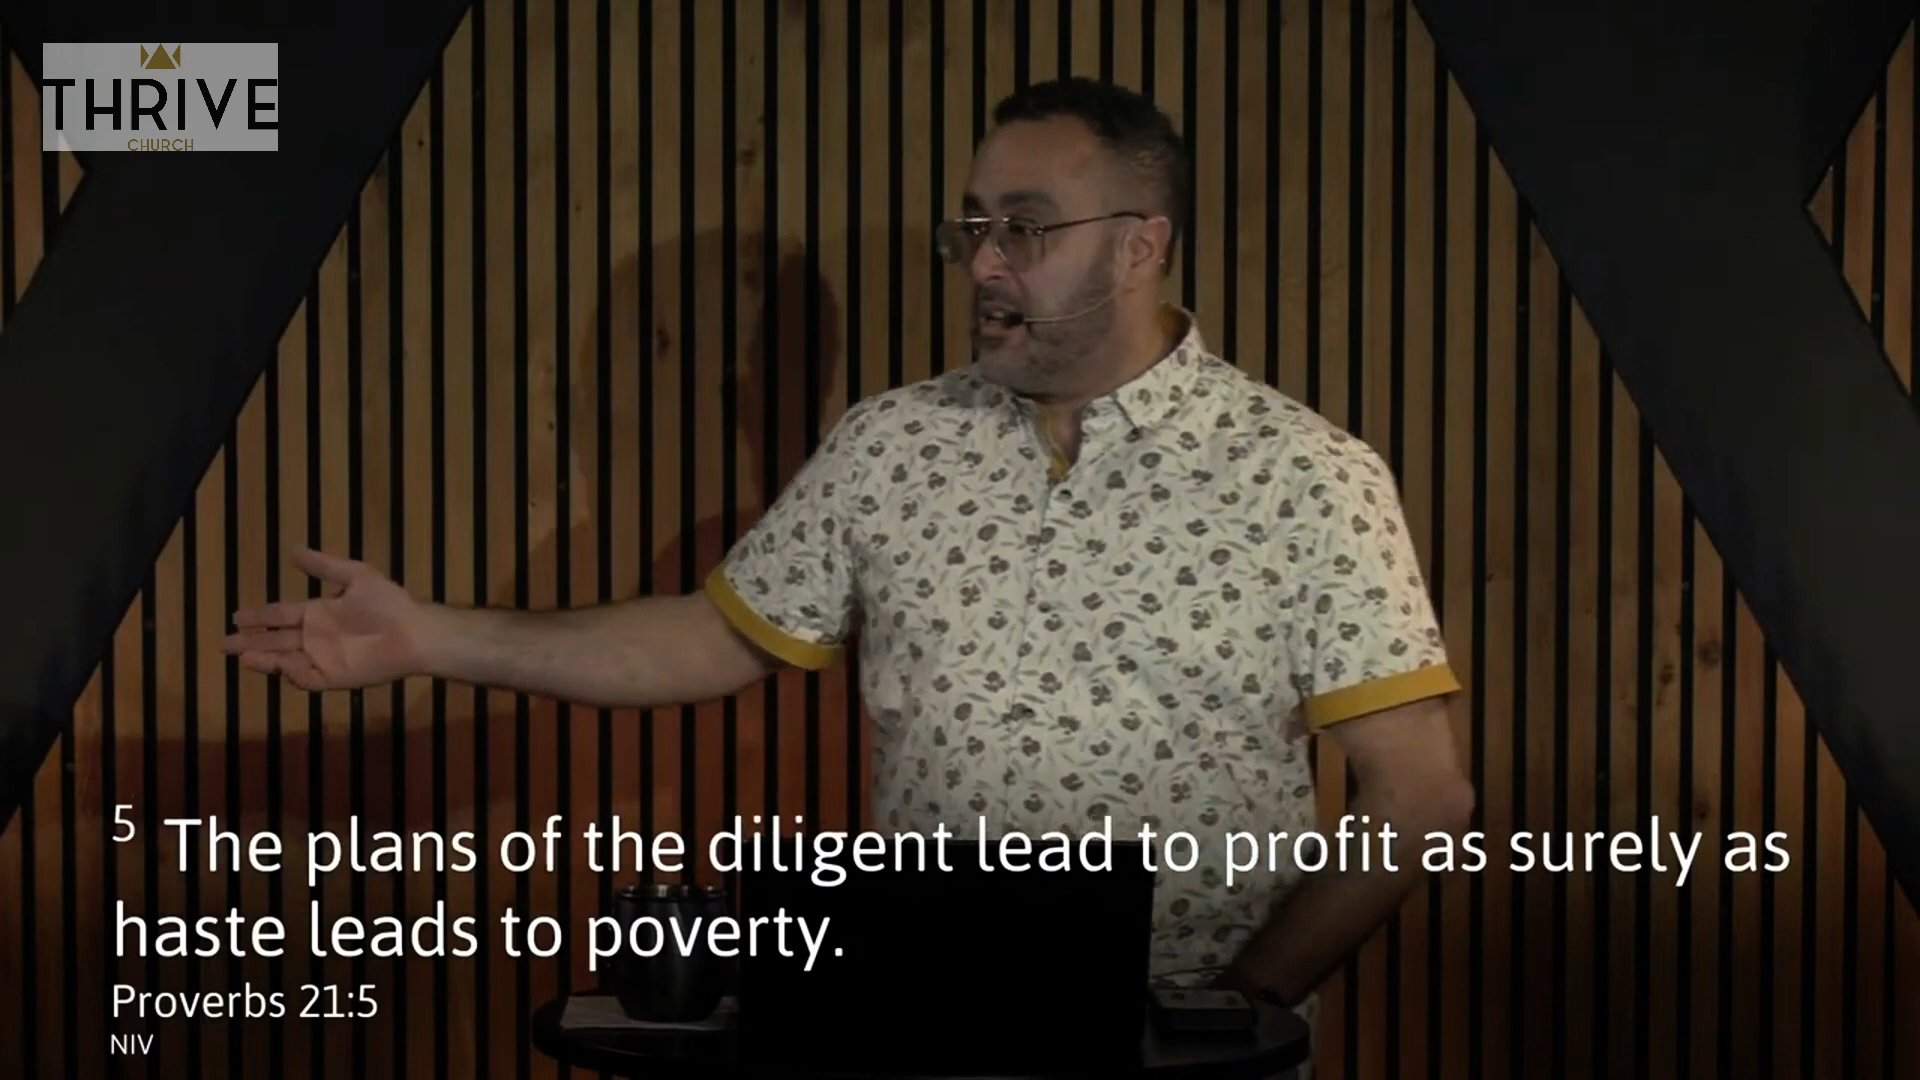 THRIVE
CHURCH
5 The plans of the diligent lead to profit as surely as
haste leads to poverty.
Proverbs 21:5
NIV